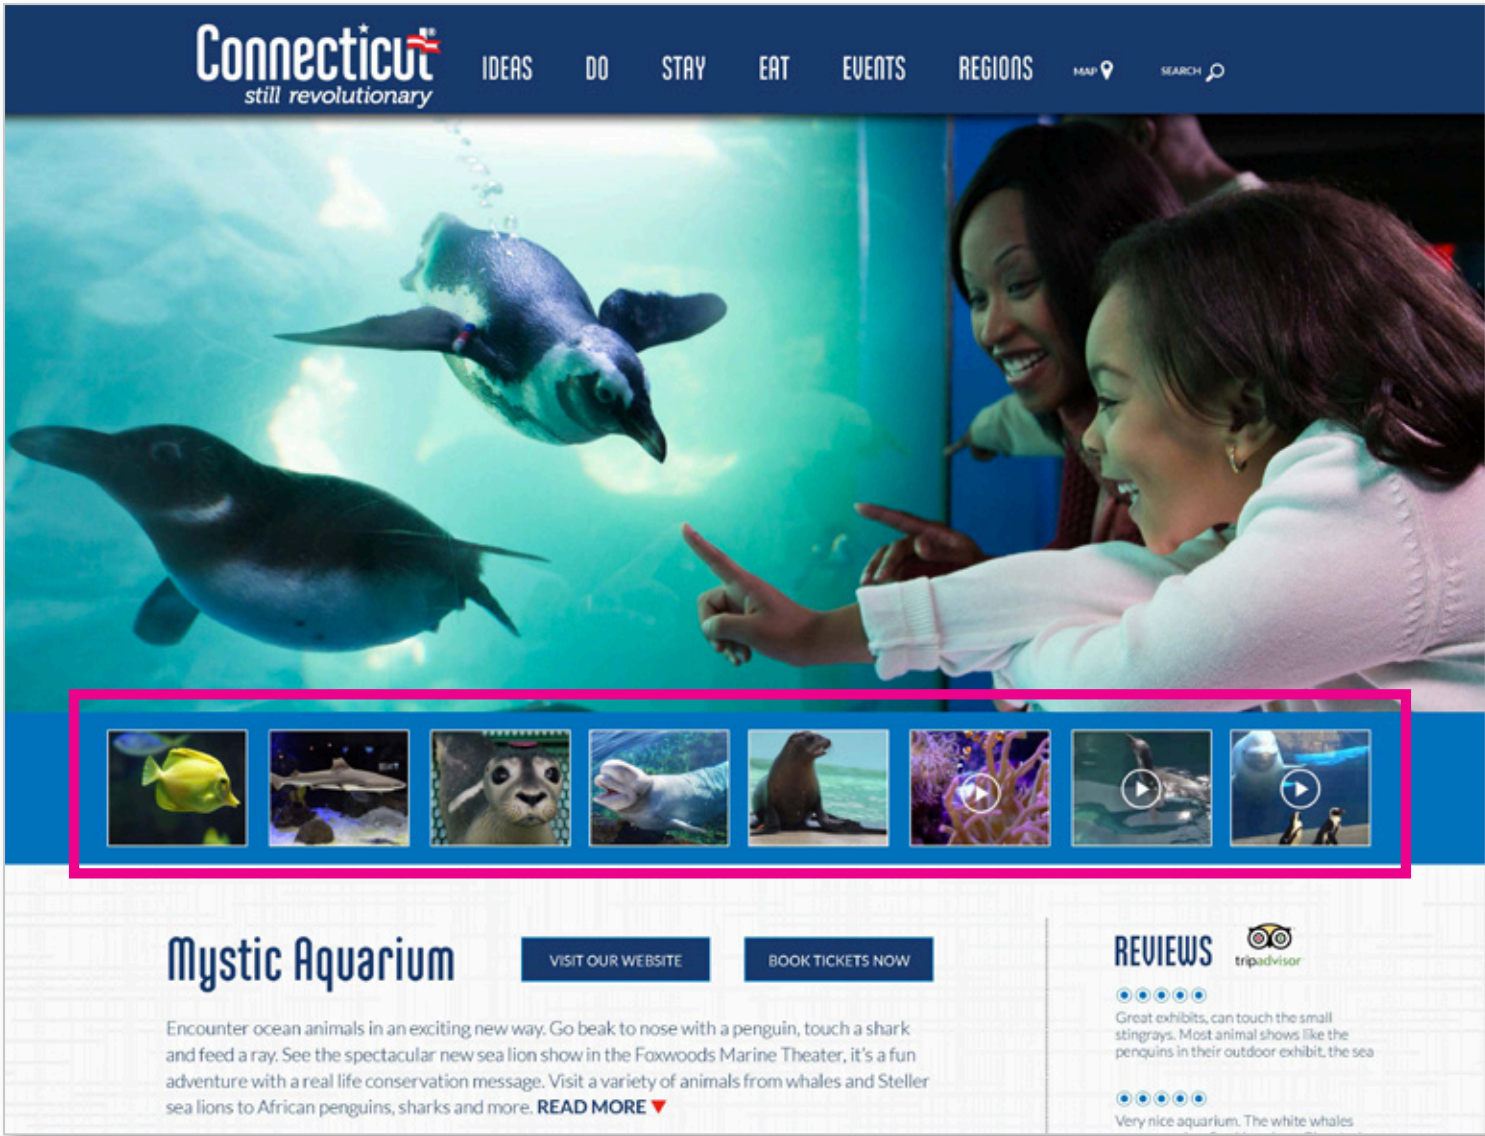 Connecticut®
still revolutionary
IDEAS DO STAY EAT EVENTS REGIONS MAP SEARCH
Mystic Aquarium
VISIT OUR WEBSITE
BOOK TICKETS NOW
Encounter ocean animals in an exciting new way. Go beak to nose with a penguin, touch a shark
and feed a ray. See the spectacular new sea lion show in the Foxwoods Marine Theater, it's a fun
adventure with a real life conservation message. Visit a variety of animals from whales and Steller
sea lions to African penguins, sharks and more. READ MORE
REVIEWS
tripadvisor
Great exhibits, can touch the small
stingrays. Most animal shows like the
penquins in their outdoor exhibit, the sea
Very nice aquarium. The white whales